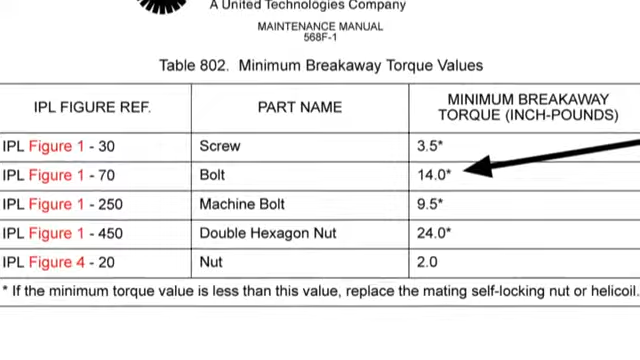 A United Technologies Company
MAINTENANCE MANUAL
568F-1
Table 802. Minimum Breakaway Torque Values
IPL FIGURE REF. PART NAME MINIMUM BREAKAWAY TORQUE (INCH-POUNDS)
IPL Figure 1 - 30 Screw 3.5*
IPL Figure 1 - 70 Bolt 14.0*
IPL Figure 1 - 250 Machine Bolt 9.5*
IPL Figure 1 - 450 Double Hexagon Nut 24.0*
IPL Figure 4 - 20 Nut 2.0
* If the minimum torque value is less than this value, replace the mating self-locking nut or helicoil.